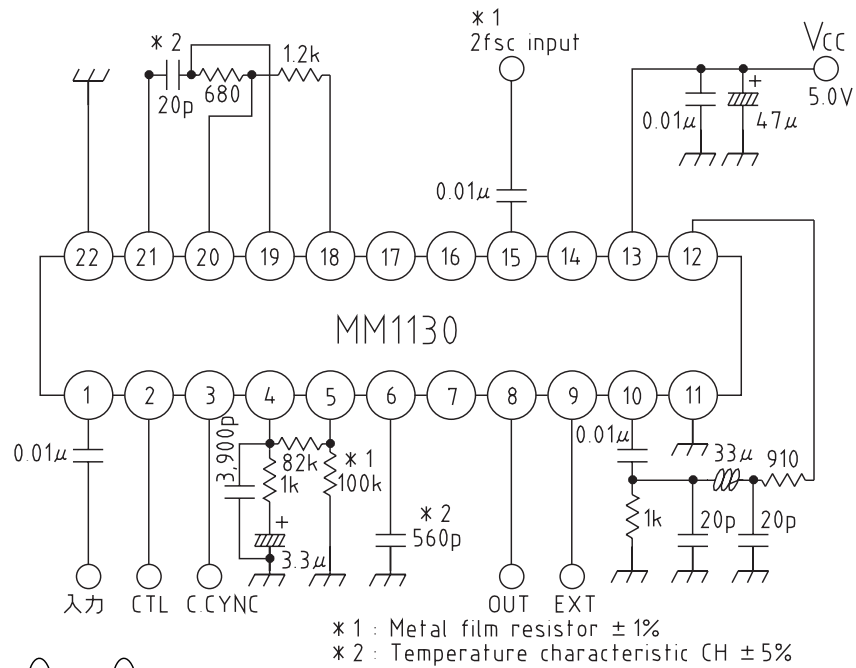 *1
2fsc input
*2
20p
680
1.2k
Vcc
5.0V
0.01μ
47μ
0.01μ
22 21 20 19 18 17 16 15 14 13 12
MM1130
1 2 3 4 5 6 7 8 9 10 11
0.01μ
3,900p
82k
1k
3.3μ
*1
100k
*2
560p
0.01μ
33μ
910
1k
20p
20p
入力
CTL
C.CYNC
OUT
EXT
*1 : Metal film resistor ±1%
*2 : Temperature characteristic CH ±5%